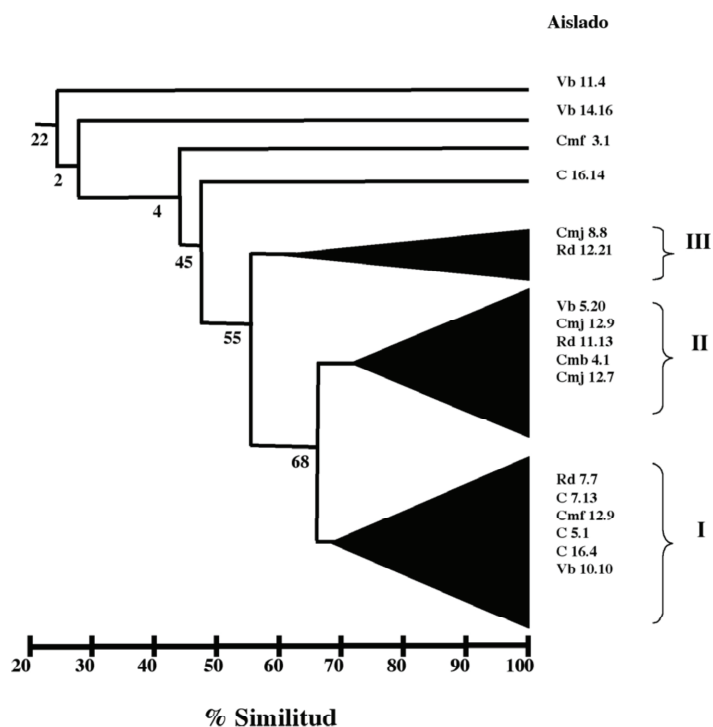 Aislado
Vb 11.4
Vb 14.16
Cmf 3.1
C 16.14
Cmj 8.8
Rd 12.21
III
Vb 5.20
Cmj 12.9
Rd 11.13
Cmb 4.1
Cmj 12.7
II
Rd 7.7
C 7.13
Cmf 12.9
C 5.1
C 16.4
Vb 10.10
I
22
2
4
45
55
68
20 30 40 50 60 70 80 90 100
% Similitud